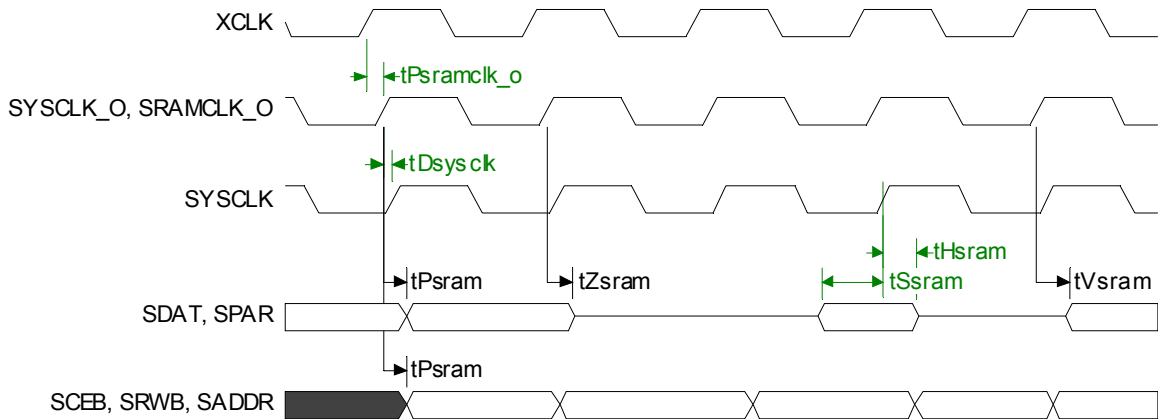 XCLK
tPsramclk_o
SYSCLK_O, SRAMCLK_O
tDsysclk
SYSCLK
tHsram
tPsram
tZsram
tSsram
tVsram
SDAT, SPAR
tPsram
SCEB, SRWB, SADDR